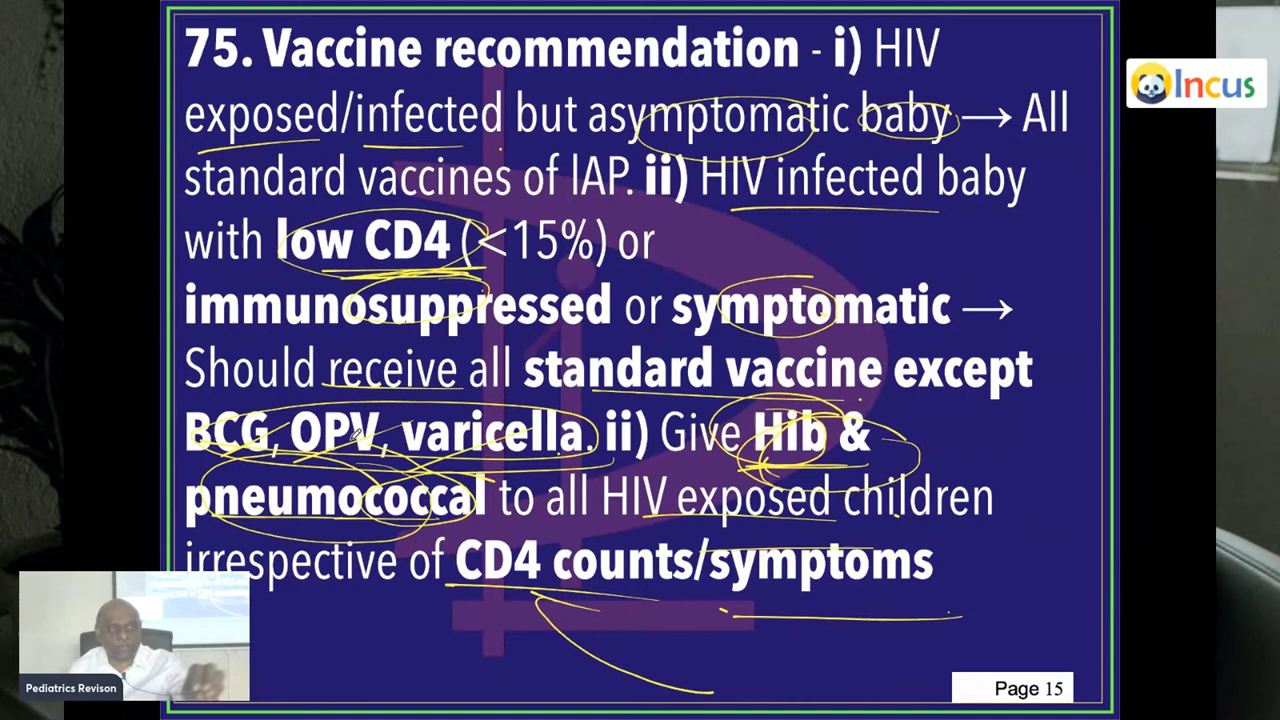 75. Vaccine recommendation - i) HIV
exposed/infected but asymptomatic baby → All
standard vaccines of IAP. ii) HIV infected baby
with low CD4 (<15%) or
immunosuppressed or symptomatic →
Should receive all standard vaccine except
BCG, OPV, varicella. ii) Give Hib &
pneumococcal to all HIV exposed children
irrespective of CD4 counts/symptoms
Incus
Pediatrics Revison
Page 15